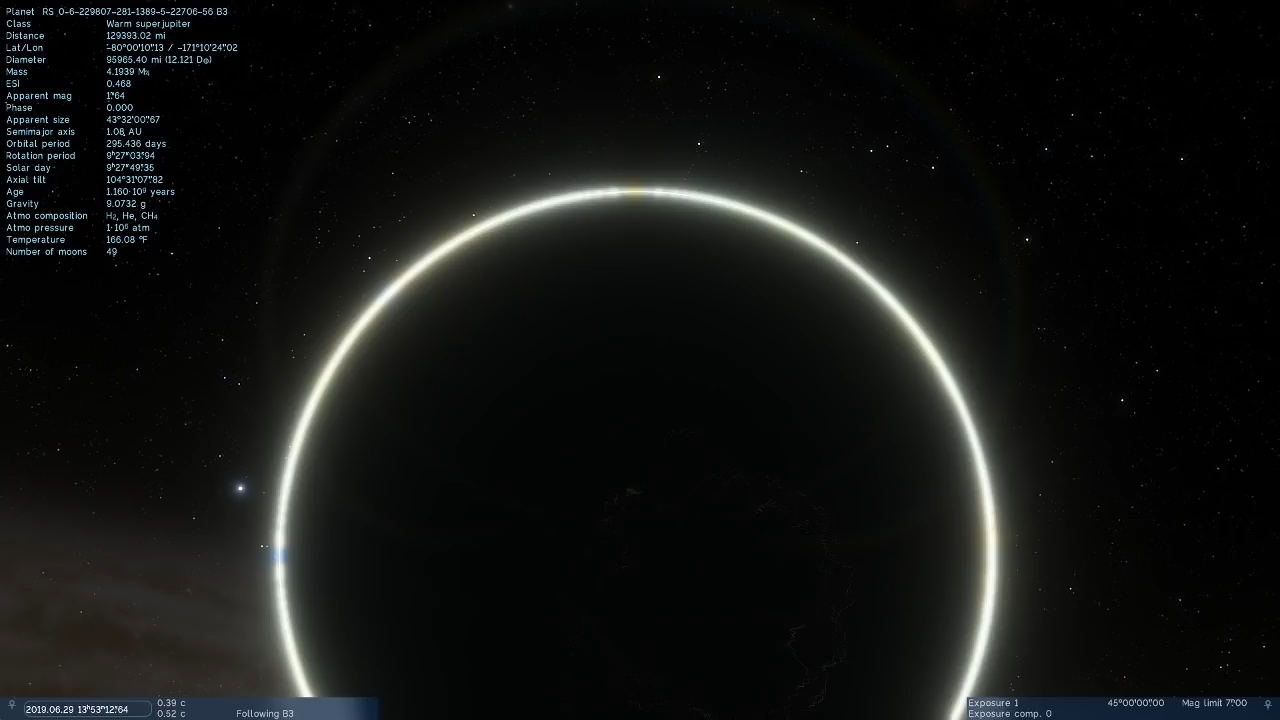 Planet RS 0-6-229807-281-1389-5-22706-56 B3
Class Warm superjupiter
Distance 129393.02 mi
Lat/Lon -80°00'10"13 / -171°10'24"02
Diameter 95965.40 mi (12.121 D⊕)
Mass 4.1939 M♃
ESI 0.468
Apparent mag 1ᵐ64
Phase 0.000
Apparent size 43°32'00"67
Semimajor axis 1.08 AU
Orbital period 295.436 days
Rotation period 9ʰ27ᵐ03ˢ94
Solar day 9ʰ27ᵐ49ˢ35
Axial tilt 104°31'07"82
Age 1.160·10⁹ years
Gravity 9.0732 g
Atmo composition H₂, He, CH₄
Atmo pressure 1·10⁶ atm
Temperature 166.08 °F
Number of moons 49
2019.06.29 13ʰ53ᵐ12ˢ64
0.39 c
0.52 c
Following B3
Exposure 1
Exposure comp. 0
45°00'00"00
Mag limit 7ᵐ00